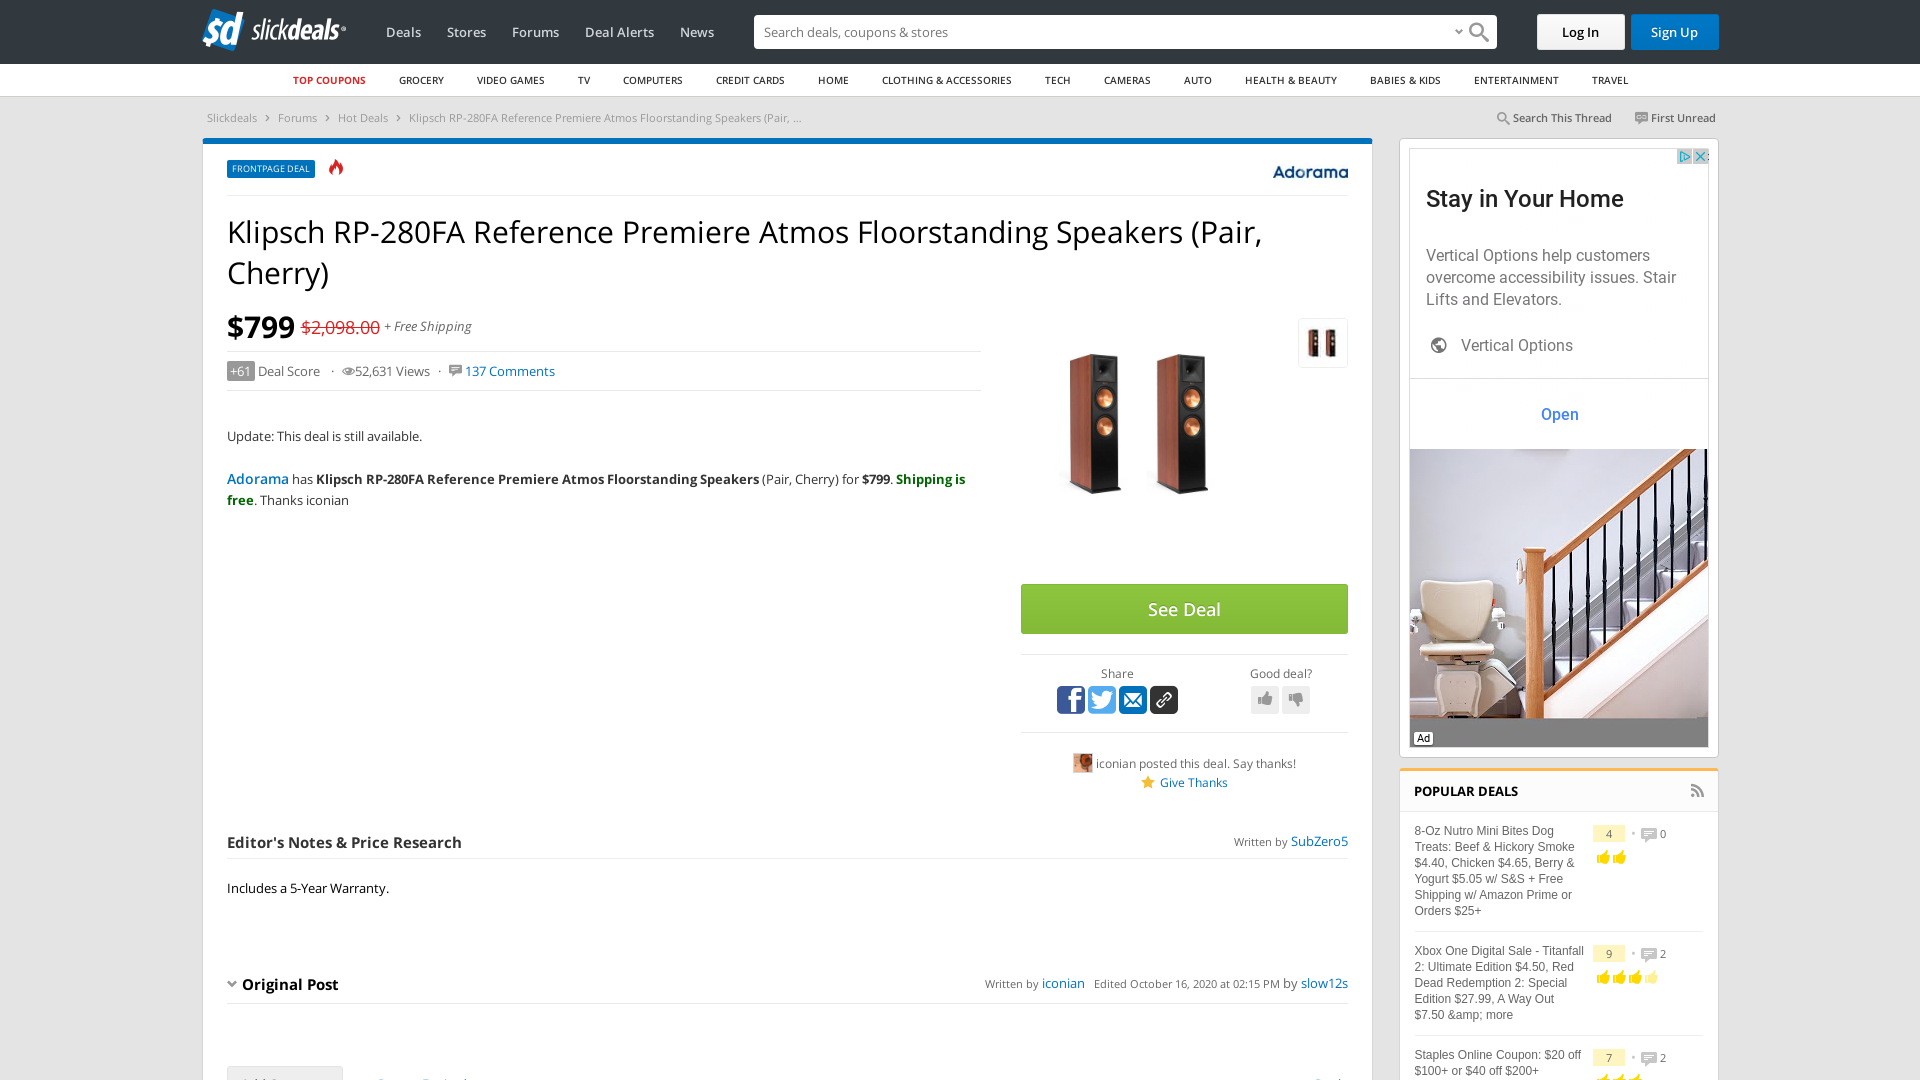 slickdeals
Deals
Stores
Forums
Deal Alerts
News
Search deals, coupons & stores
Log In
Sign Up
TOP COUPONS
GROCERY
VIDEO GAMES
TV
COMPUTERS
CREDIT CARDS
HOME
CLOTHING & ACCESSORIES
TECH
CAMERAS
AUTO
HEALTH & BEAUTY
BABIES & KIDS
ENTERTAINMENT
TRAVEL
Slickdeals
Forums
Hot Deals
Klipsch RP-280FA Reference Premiere Atmos Floorstanding Speakers (Pair, ...
Search This Thread
First Unread
FRONTPAGE DEAL
Adorama
Klipsch RP-280FA Reference Premiere Atmos Floorstanding Speakers (Pair,
Cherry)
$799 $2,098.00 + Free Shipping
+61 Deal Score · 52,631 Views · 137 Comments
Update: This deal is still available.
Adorama has Klipsch RP-280FA Reference Premiere Atmos Floorstanding Speakers (Pair, Cherry) for $799. Shipping is
free. Thanks iconian
See Deal
Share
Good deal?
iconian posted this deal. Say thanks!
Give Thanks
Editor's Notes & Price Research
Written by SubZero5
Includes a 5-Year Warranty.
Original Post
Written by iconian Edited October 16, 2020 at 02:15 PM by slow12s
Stay in Your Home
Vertical Options help customers
overcome accessibility issues. Stair
Lifts and Elevators.
Vertical Options
Open
Ad
POPULAR DEALS
8-Oz Nutro Mini Bites Dog
Treats: Beef & Hickory Smoke
$4.40, Chicken $4.65, Berry &
Yogurt $5.05 w/ S&S + Free
Shipping w/ Amazon Prime or
Orders $25+
4 • 0
Xbox One Digital Sale - Titanfall
2: Ultimate Edition $4.50, Red
Dead Redemption 2: Special
Edition $27.99, A Way Out
$7.50 &amp; more
9 • 2
Staples Online Coupon: $20 off
$100+ or $40 off $200+
7 • 2